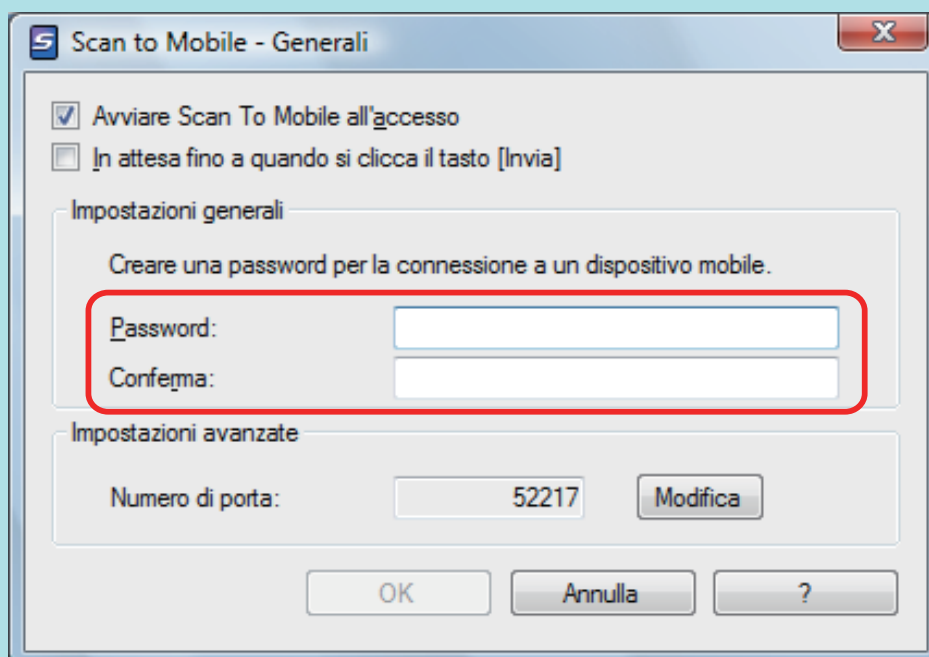 Scan to Mobile - Generali
Avviare Scan To Mobile all'accesso
In attesa fino a quando si clicca il tasto [Invia]
Impostazioni generali
Creare una password per la connessione a un dispositivo mobile.
Password:
Conferma:
Impostazioni avanzate
Numero di porta: 52217 Modifica
OK Annulla ?